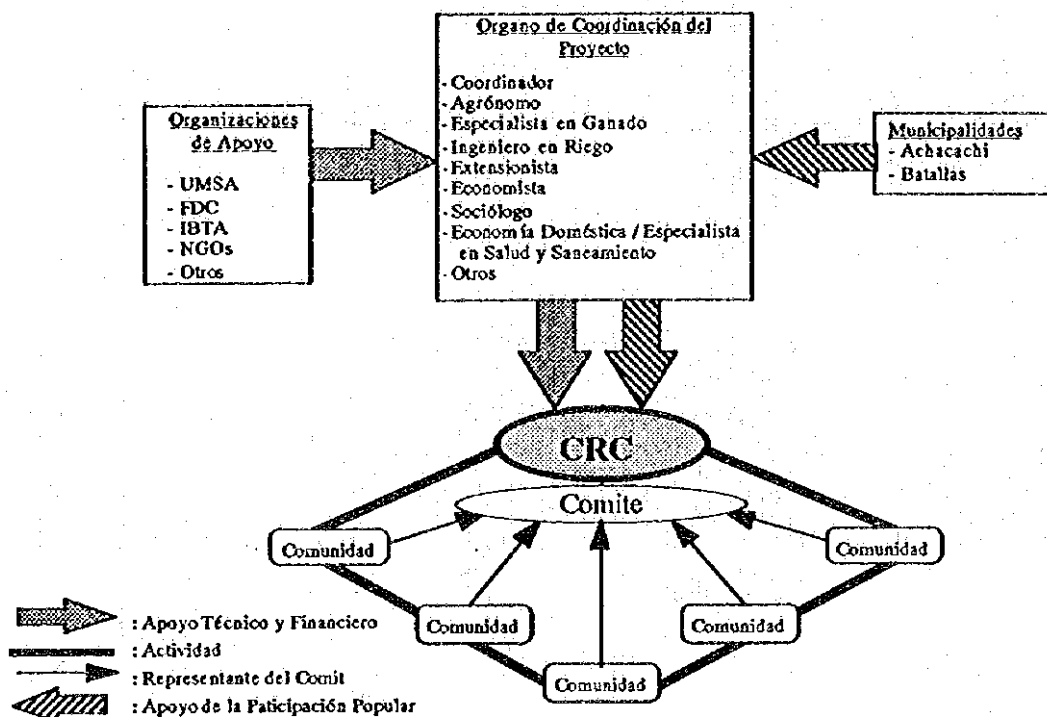 Organo de Coordinación del
Proyecto
- Coordinador
- Agrónomo
- Especialista en Ganado
- Ingeniero en Riego
- Extensionista
- Economista
- Sociólogo
- Economía Doméstica / Especialista
en Salud y Saneamiento
- Otros
Organizaciones
de Apoyo
- UMSA
- FDC
- IBTA
- NGOs
- Otros
Municipalidades
- Achacachi
- Batallas
CRC
Comite
Comunidad
Comunidad
Comunidad
Comunidad
Comunidad
: Apoyo Técnico y Financiero
: Actividad
: Representante del Comit
: Apoyo de la Paticipación Popular